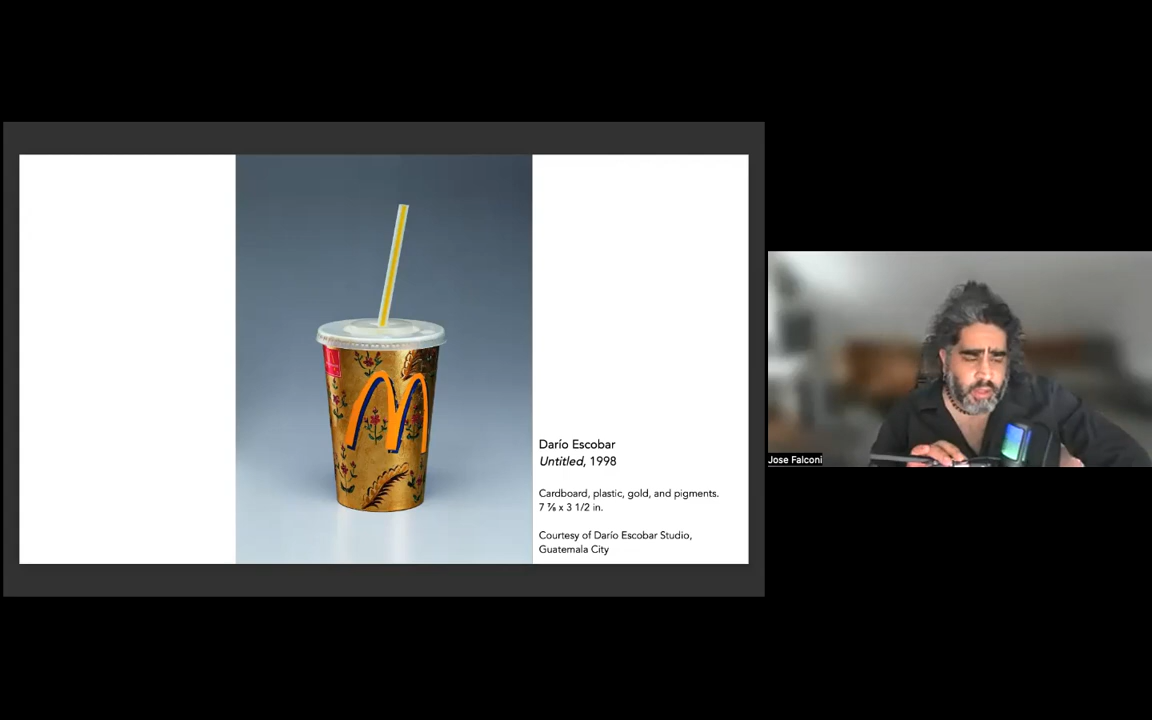 M
Darío Escobar
Untitled, 1998
Cardboard, plastic, gold, and pigments.
7 ⅞ x 3 1/2 in.
Courtesy of Darío Escobar Studio,
Guatemala City
Jose Falconi